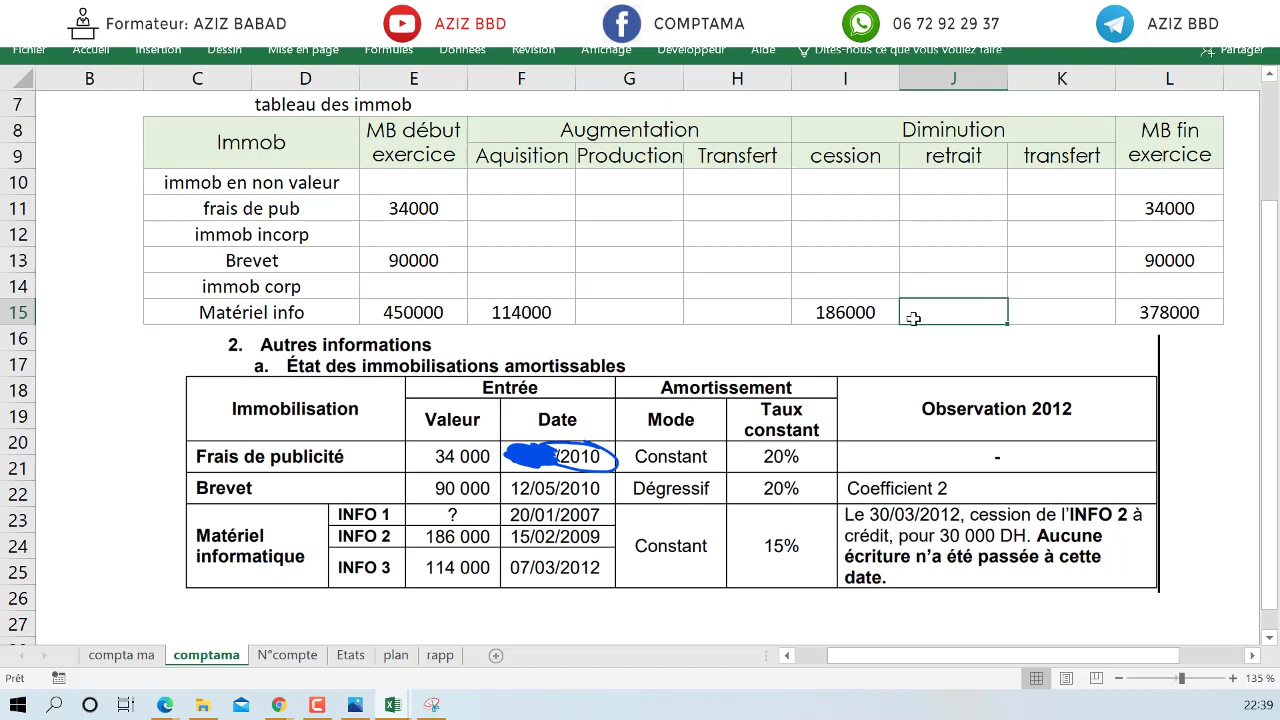 Formateur: AZIZ BABAD AZIZ BBD COMPTAMA 06 72 92 29 37 AZIZ BBD
Fichier Accueil Insertion Dessin Mise en page Formules Données Révision Affichage Développeur Aide Dites-nous ce que vous voulez faire Partager
B C D E F G H I J K L
7 tableau des immob
8 Immob MB début Augmentation Diminution MB fin
9 exercice Aquisition Production Transfert cession retrait transfert exercice
10 immob en non valeur
11 frais de pub 34000 34000
12 immob incorp
13 Brevet 90000 90000
14 immob corp
15 Matériel info 450000 114000 186000 378000
16 2. Autres informations
17 a. État des immobilisations amortissables
18 Immobilisation Entrée Amortissement Observation 2012
19 Valeur Date Mode Taux constant
20
21 Frais de publicité 34 000 /2010 Constant 20% -
22 Brevet 90 000 12/05/2010 Dégressif 20% Coefficient 2
23 Matériel informatique INFO 1 ? 20/01/2007 Constant 15% Le 30/03/2012, cession de l'INFO 2 à
24 INFO 2 186 000 15/02/2009 crédit, pour 30 000 DH. Aucune
25 INFO 3 114 000 07/03/2012 écriture n'a été passée à cette
date.
26
27
compta ma comptama N°compte Etats plan rapp
Prêt 135 %
22:39